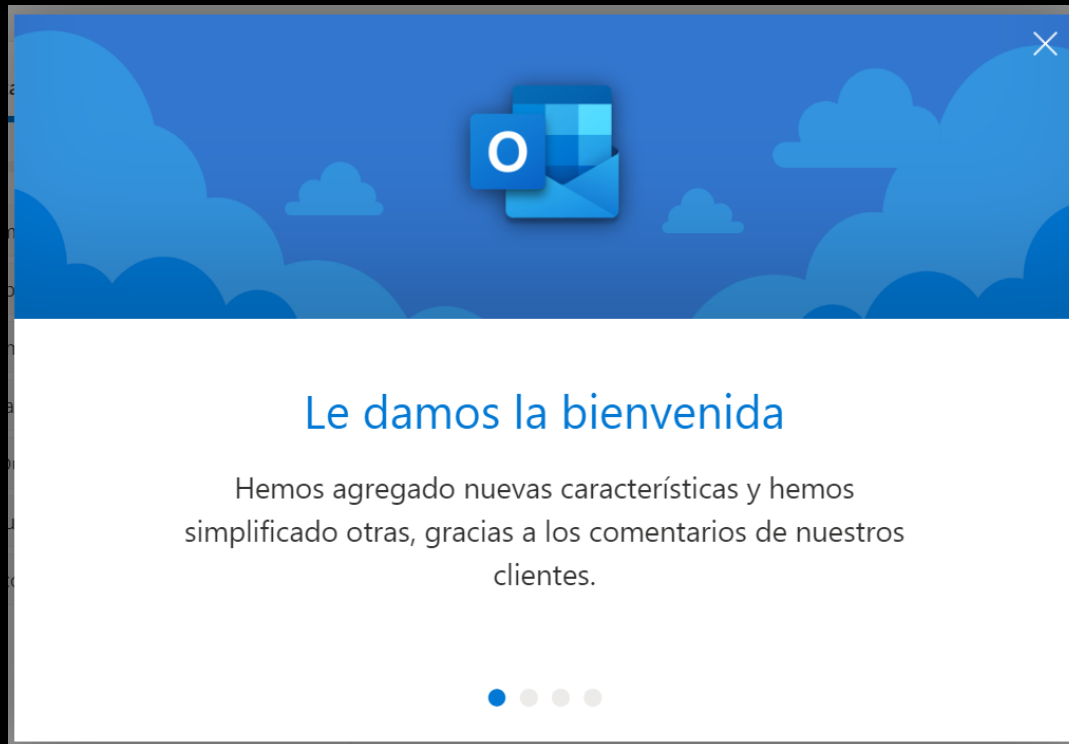 O
Le damos la bienvenida
Hemos agregado nuevas características y hemos
simplificado otras, gracias a los comentarios de nuestros
clientes.